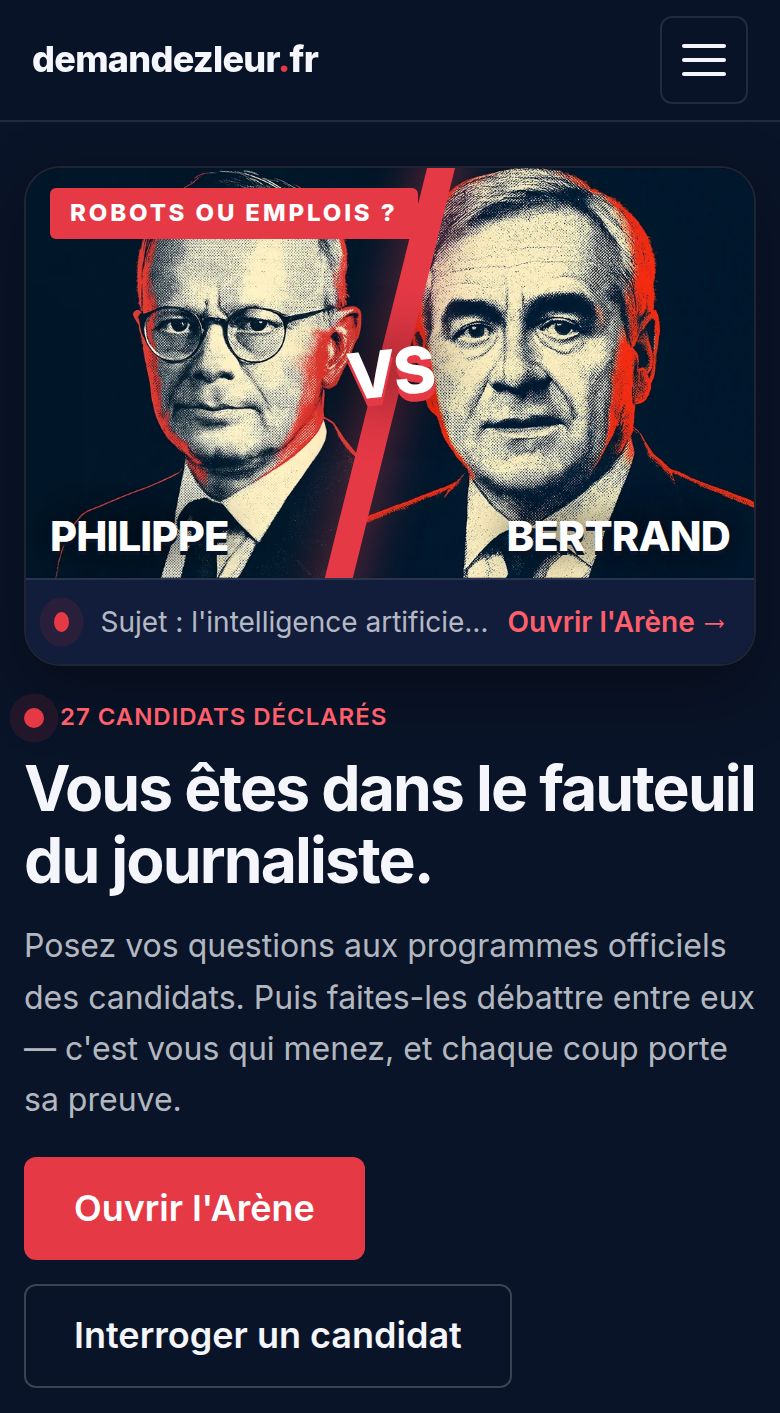 demandezleur.fr
ROBOTS OU EMPLOIS ?
VS
PHILIPPE
BERTRAND
Sujet : l'intelligence artificie... Ouvrir l'Arène →
27 CANDIDATS DÉCLARÉS
Vous êtes dans le fauteuil
du journaliste.
Posez vos questions aux programmes officiels
des candidats. Puis faites-les débattre entre eux
— c'est vous qui menez, et chaque coup porte
sa preuve.
Ouvrir l'Arène
Interroger un candidat